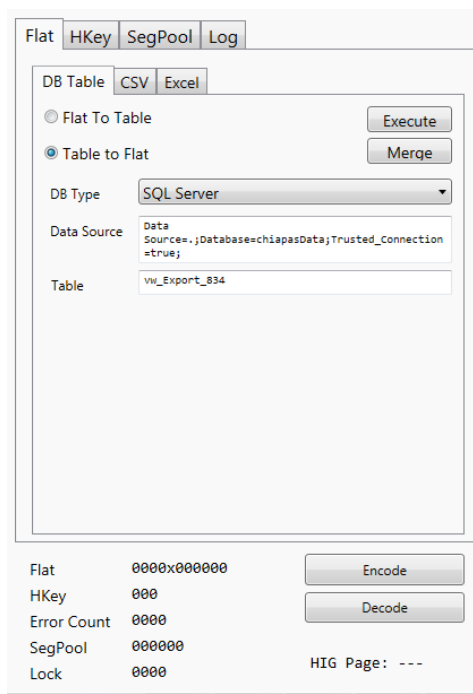 Flat HKey SegPool Log
DB Table CSV Excel
Flat To Table Execute
Table to Flat Merge
DB Type SQL Server
Data Source Data
Source=.;Database=chiapasData;Trusted_Connection
=true;
Table vw_Export_834
Flat 0000x000000 Encode
HKey 000
Decode
Error Count 0000
SegPool 000000
HIG Page: ---
Lock 0000